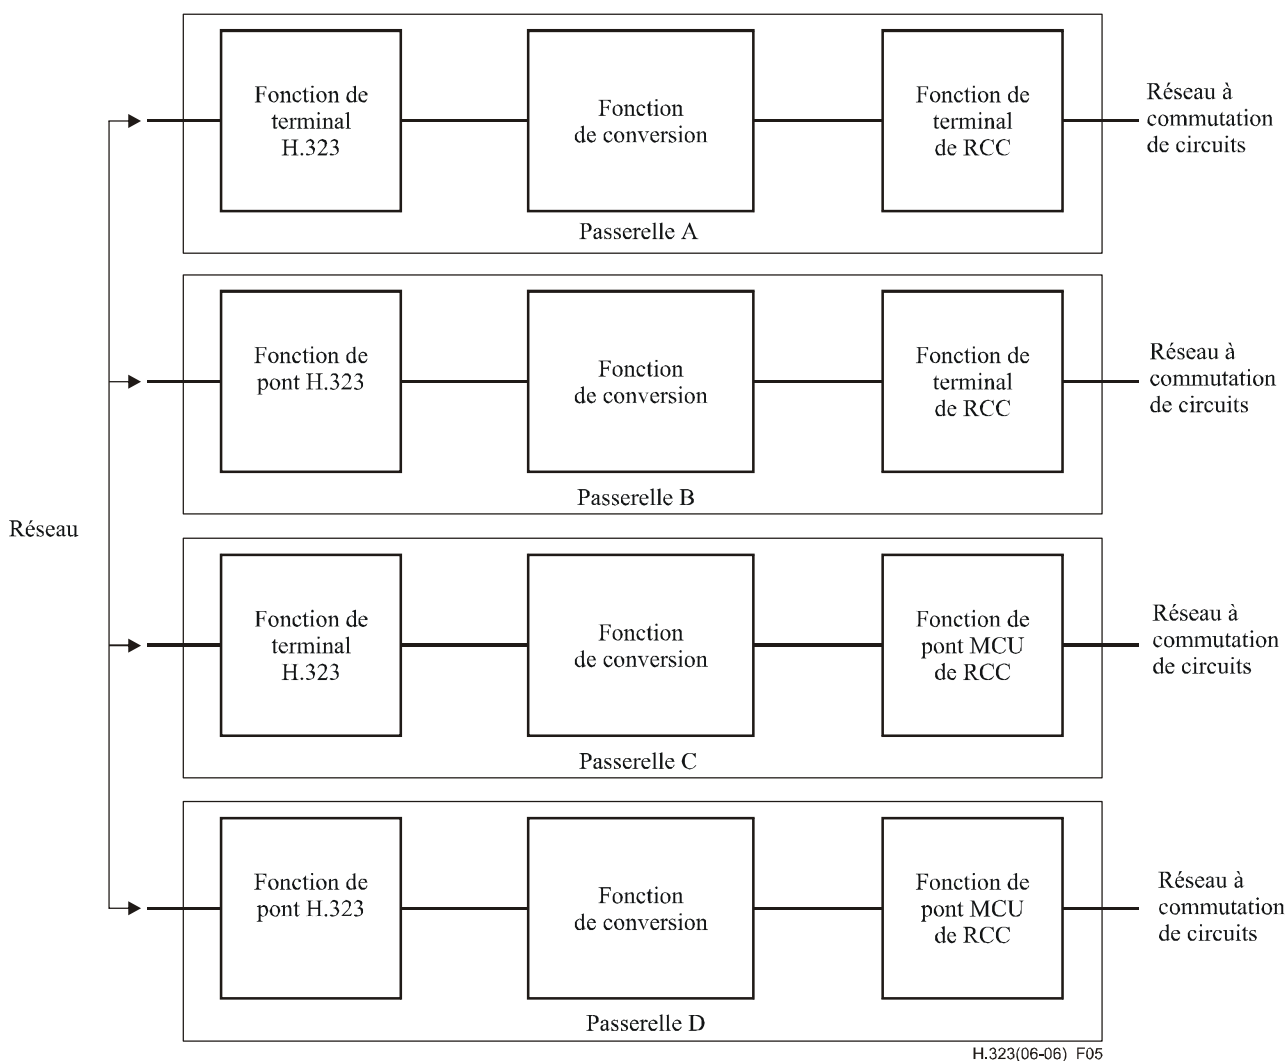 Fonction de
terminal
H.323
Fonction
de conversion
Fonction de
terminal
de RCC
Réseau à
commutation
de circuits
Passerelle A
Fonction de
pont H.323
Fonction
de conversion
Fonction de
terminal
de RCC
Réseau à
commutation
de circuits
Passerelle B
Réseau
Fonction de
terminal
H.323
Fonction
de conversion
Fonction de
pont MCU
de RCC
Réseau à
commutation
de circuits
Passerelle C
Fonction de
pont H.323
Fonction
de conversion
Fonction de
pont MCU
de RCC
Réseau à
commutation
de circuits
Passerelle D
H.323(06-06)_F05